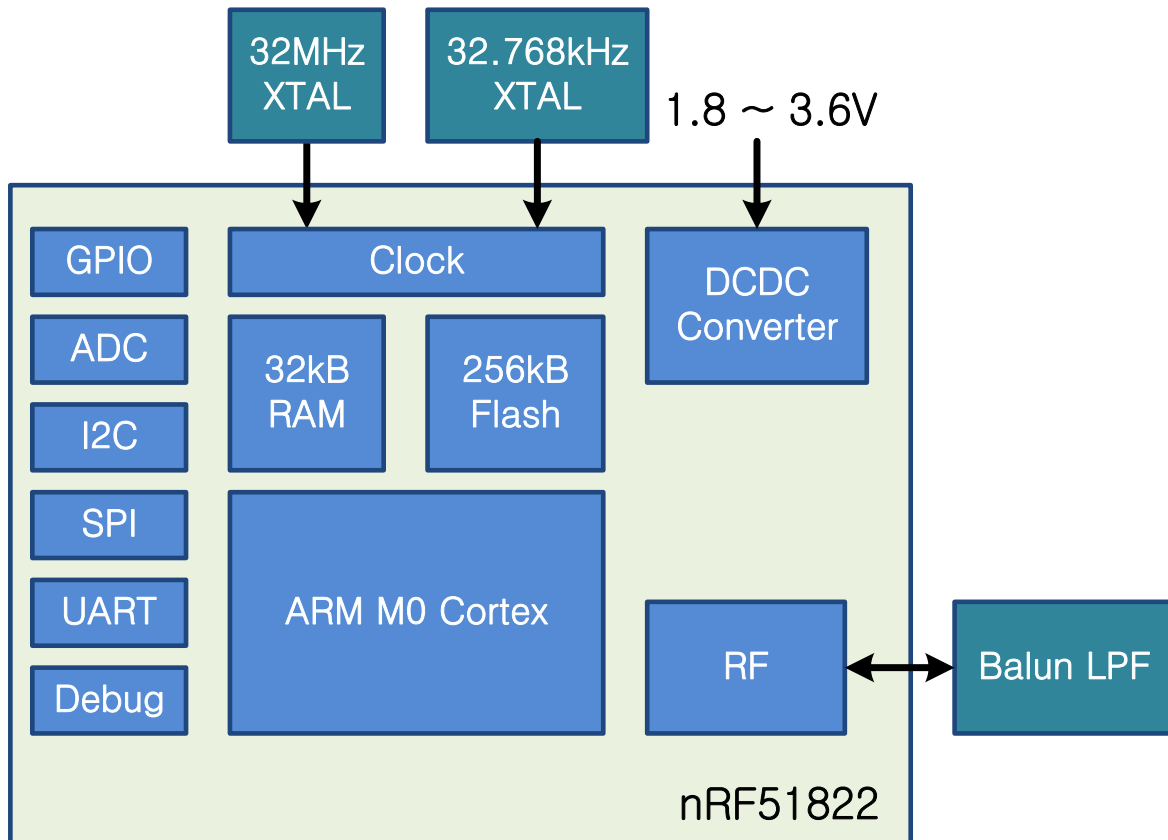 32MHz
XTAL
32.768kHz
XTAL
1.8 ~ 3.6V
GPIO
ADC
I2C
SPI
UART
Debug
Clock
32kB
RAM
256kB
Flash
ARM M0 Cortex
DCDC
Converter
RF
Balun LPF
nRF51822